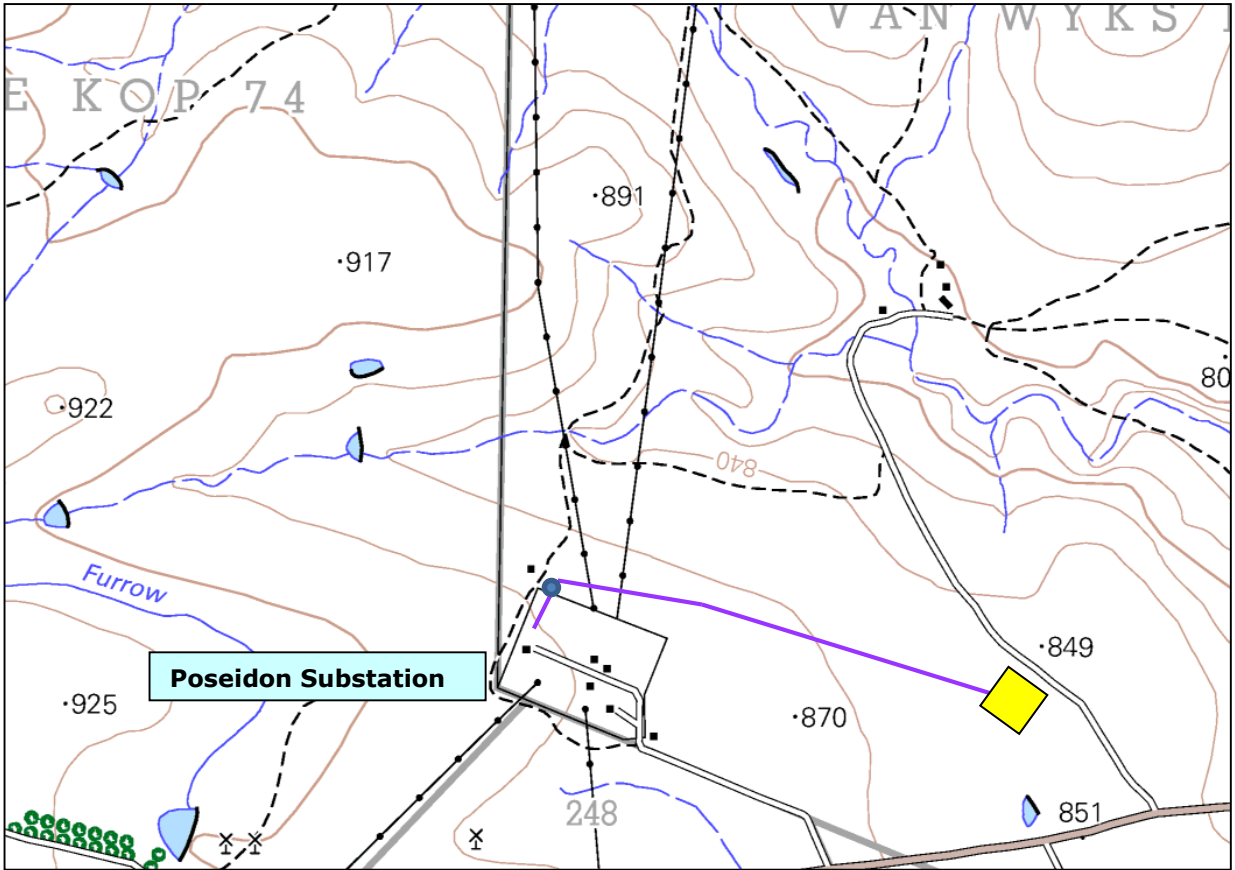 VAN WYKS
E KOP 74
·891
·917
·922
80
840
Furrow
·849
Poseidon Substation
·925
·870
248
851